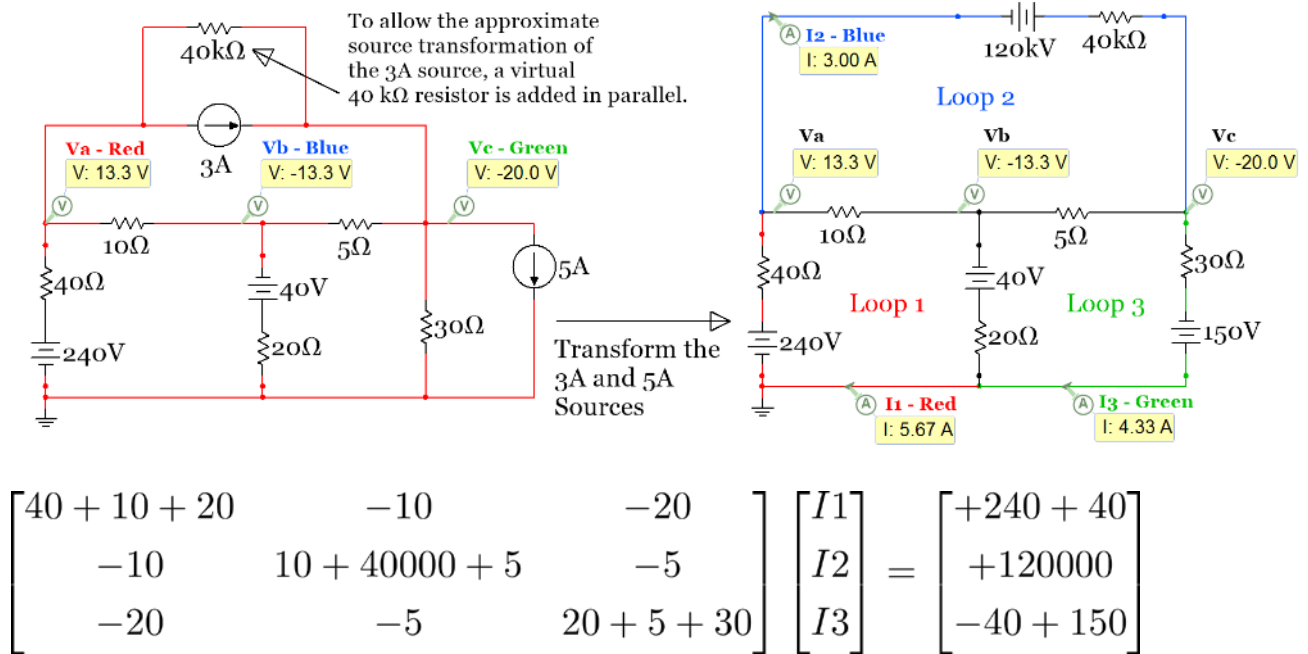 To allow the approximate
source transformation of
the 3A source, a virtual
40 kΩ resistor is added in parallel.
40kΩ
3A
Va - Red
V: 13.3 V
Vb - Blue
V: -13.3 V
Vc - Green
V: -20.0 V
V
V
V
10Ω
5Ω
40Ω
40V
5A
240V
20Ω
30Ω
Transform the
3A and 5A
Sources
A
I2 - Blue
I: 3.00 A
120kV
40kΩ
Loop 2
Va
V: 13.3 V
Vb
V: -13.3 V
Vc
V: -20.0 V
V
V
V
10Ω
5Ω
40Ω
40V
30Ω
Loop 1
Loop 3
240V
20Ω
150V
A
I1 - Red
I: 5.67 A
A
I3 - Green
I: 4.33 A
[40 + 10 + 20 −10 −20] [I1] [+240 + 40]
[−10 10 + 40000 + 5 −5] [I2] = [+120000]
[−20 −5 20 + 5 + 30] [I3] [−40 + 150]